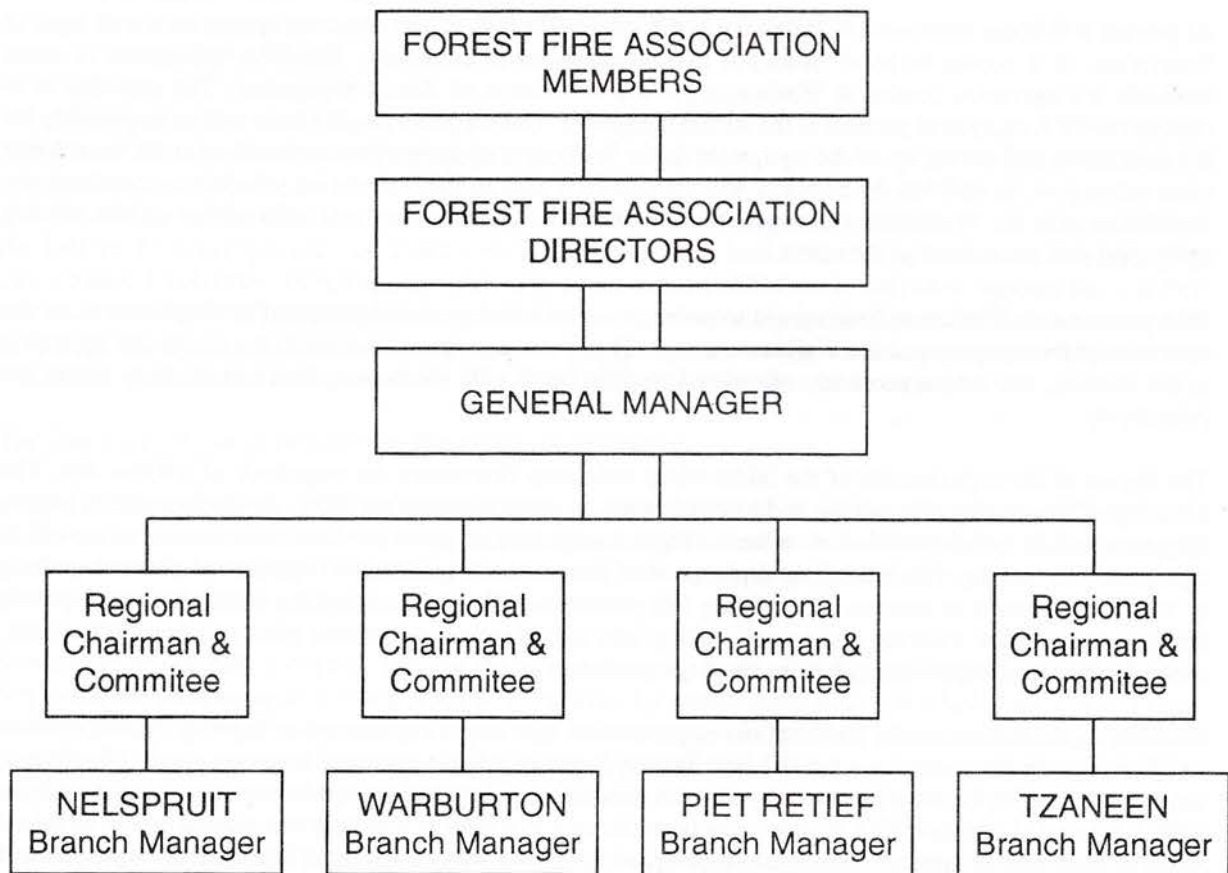 FOREST FIRE ASSOCIATION
MEMBERS
FOREST FIRE ASSOCIATION
DIRECTORS
GENERAL MANAGER
Regional
Chairman &
Commitee
Regional
Chairman &
Commitee
Regional
Chairman &
Commitee
Regional
Chairman &
Commitee
NELSPRUIT
Branch Manager
WARBURTON
Branch Manager
PIET RETIEF
Branch Manager
TZANEEN
Branch Manager